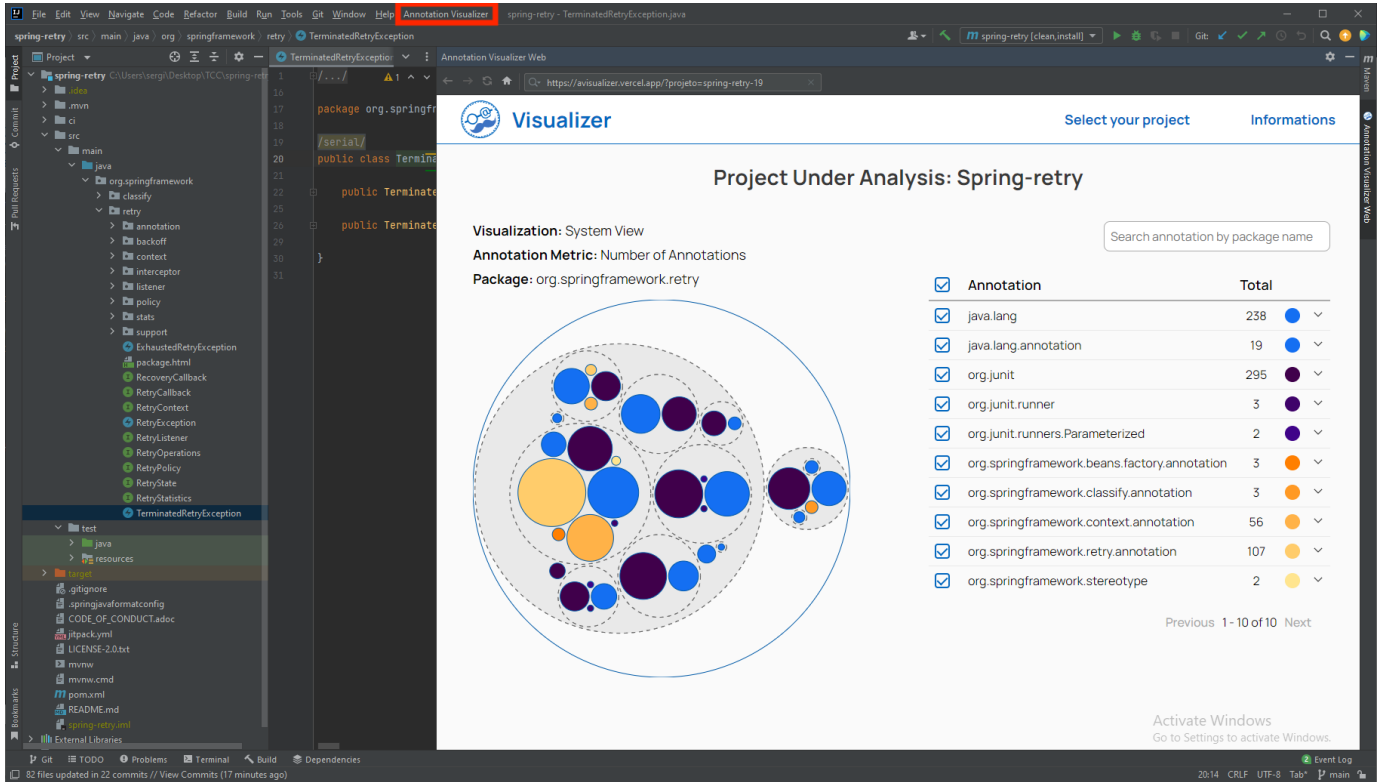 File Edit View Navigate Code Refactor Build Run Tools Git Window Help Annotation Visualizer spring-retry - TerminatedRetryException.java
spring-retry > src > main > java > org > springframework > retry > TerminatedRetryException
spring-retry [clean,install]
Git:
Project
TerminatedRetryExceptio
Annotation Visualizer Web
spring-retry C:\Users\sergi\Desktop\TCC\spring-retr
.idea
.mvn
ci
src
main
java
org.springframework
classify
retry
annotation
backoff
context
interceptor
listener
policy
stats
support
ExhaustedRetryException
package.html
RecoveryCallback
RetryCallback
RetryContext
RetryException
RetryListener
RetryOperations
RetryPolicy
RetryState
RetryStatistics
TerminatedRetryException
test
java
resources
target
.gitignore
.springjavaformatconfig
CODE_OF_CONDUCT.adoc
jitpack.yml
LICENSE-2.0.txt
mvnw
mvnw.cmd
pom.xml
README.md
spring-retry.iml
External Libraries
Project
Commit
Pull Requests
Structure
Bookmarks
1 /.../ 1
16
17 package org.springfr
18
19 /serial/
20 public class Termina
21
22 public Terminate
25
26 public Terminate
29
30 }
31
https://avisualizer.vercel.app/?projeto=spring-retry-19
Visualizer
Select your project
Informations
Project Under Analysis: Spring-retry
Visualization: System View
Annotation Metric: Number of Annotations
Package: org.springframework.retry
Search annotation by package name
Annotation Total
java.lang 238
java.lang.annotation 19
org.junit 295
org.junit.runner 3
org.junit.runners.Parameterized 2
org.springframework.beans.factory.annotation 3
org.springframework.classify.annotation 3
org.springframework.context.annotation 56
org.springframework.retry.annotation 107
org.springframework.stereotype 2
Previous 1 - 10 of 10 Next
Activate Windows
Go to Settings to activate Windows.
Maven
Annotation Visualizer Web
Git TODO Problems Terminal Build Dependencies
2 Event Log
82 files updated in 22 commits // View Commits (17 minutes ago)
20:14 CRLF UTF-8 Tab* main